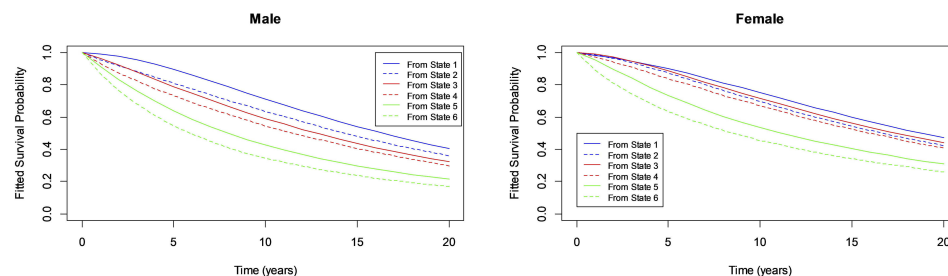 Male
Fitted Survival Probability
1.0
0.8
0.6
0.4
0.2
0.0
From State 1
From State 2
From State 3
From State 4
From State 5
From State 6
0 5 10 15 20
Time (years)
Female
Fitted Survival Probability
1.0
0.8
0.6
0.4
0.2
0.0
From State 1
From State 2
From State 3
From State 4
From State 5
From State 6
0 5 10 15 20
Time (years)